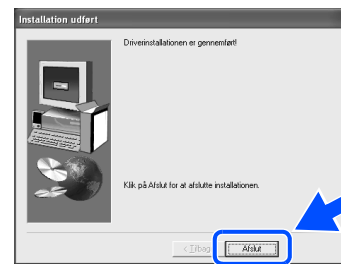 Installation udført
Driverinstallationen er gennemført!
Klik på Afslut for at afslutte installationen.
< Tilbage
Afslut